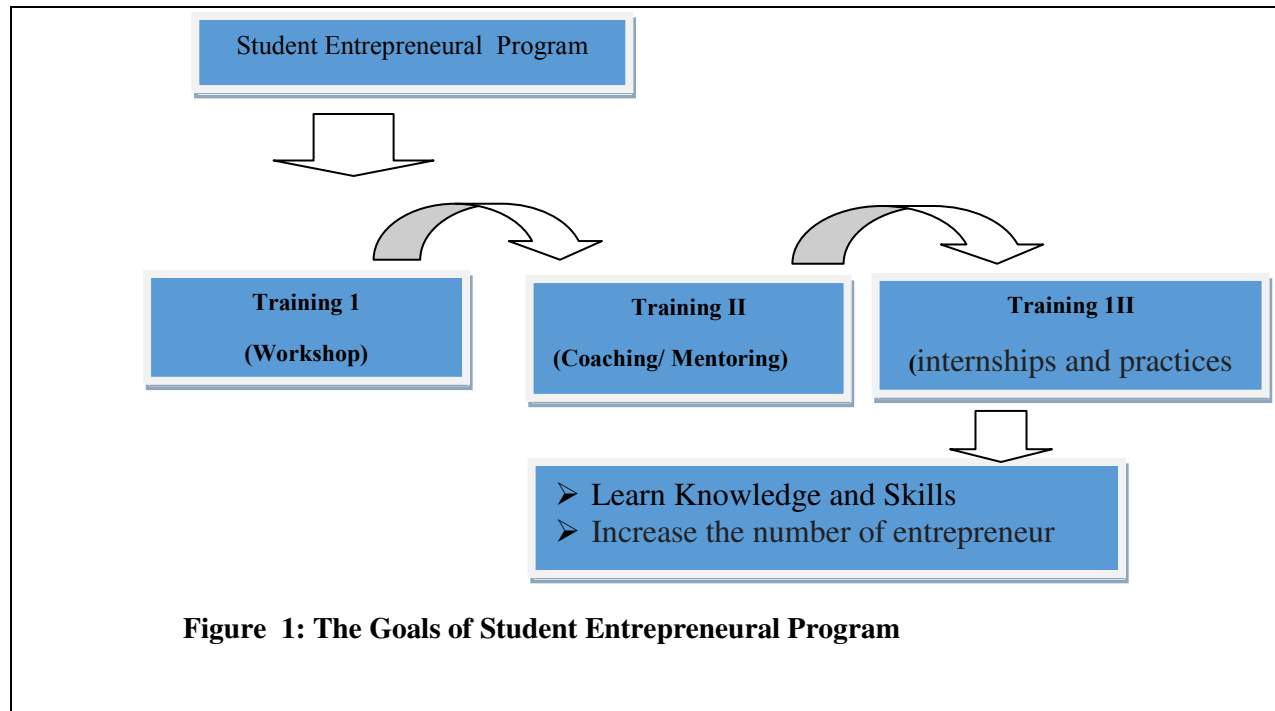 Student Entrepreneural Program
Training 1
(Workshop)
Training II
(Coaching/ Mentoring)
Training 1II
(internships and practices
➢ Learn Knowledge and Skills
➢ Increase the number of entrepreneur
Figure 1: The Goals of Student Entrepreneural Program